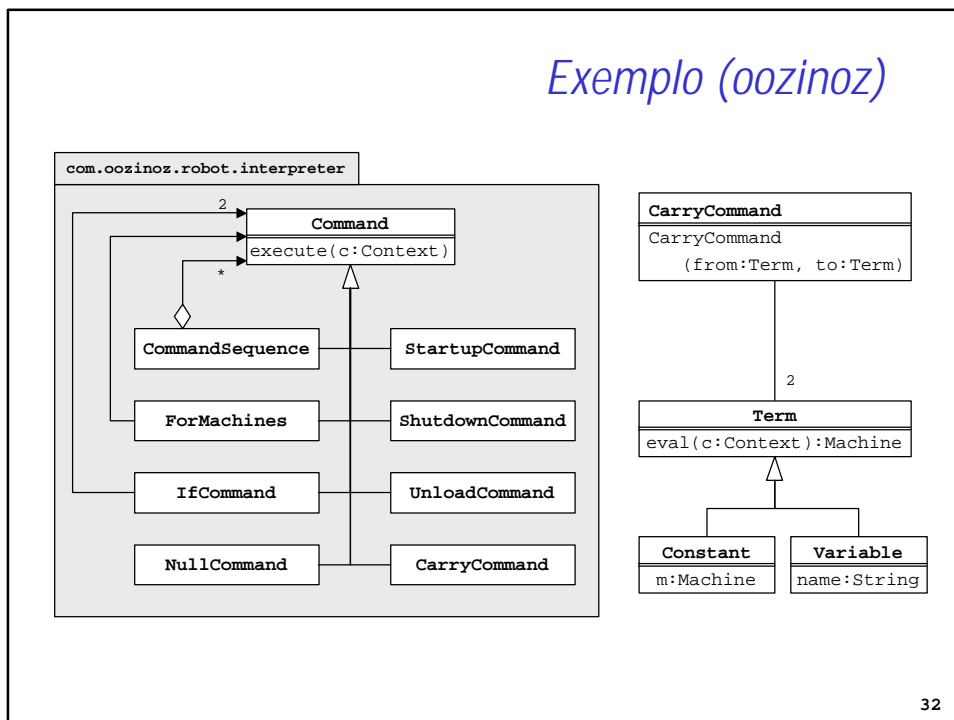 Exemplo (oozinoz)
com.oozinoz.robot.interpreter
2
Command
execute(c:Context)
*
CommandSequence
StartupCommand
ForMachines
ShutdownCommand
IfCommand
UnloadCommand
NullCommand
CarryCommand
CarryCommand
CarryCommand
(from:Term, to:Term)
2
Term
eval(c:Context):Machine
Constant
m:Machine
Variable
name:String
32